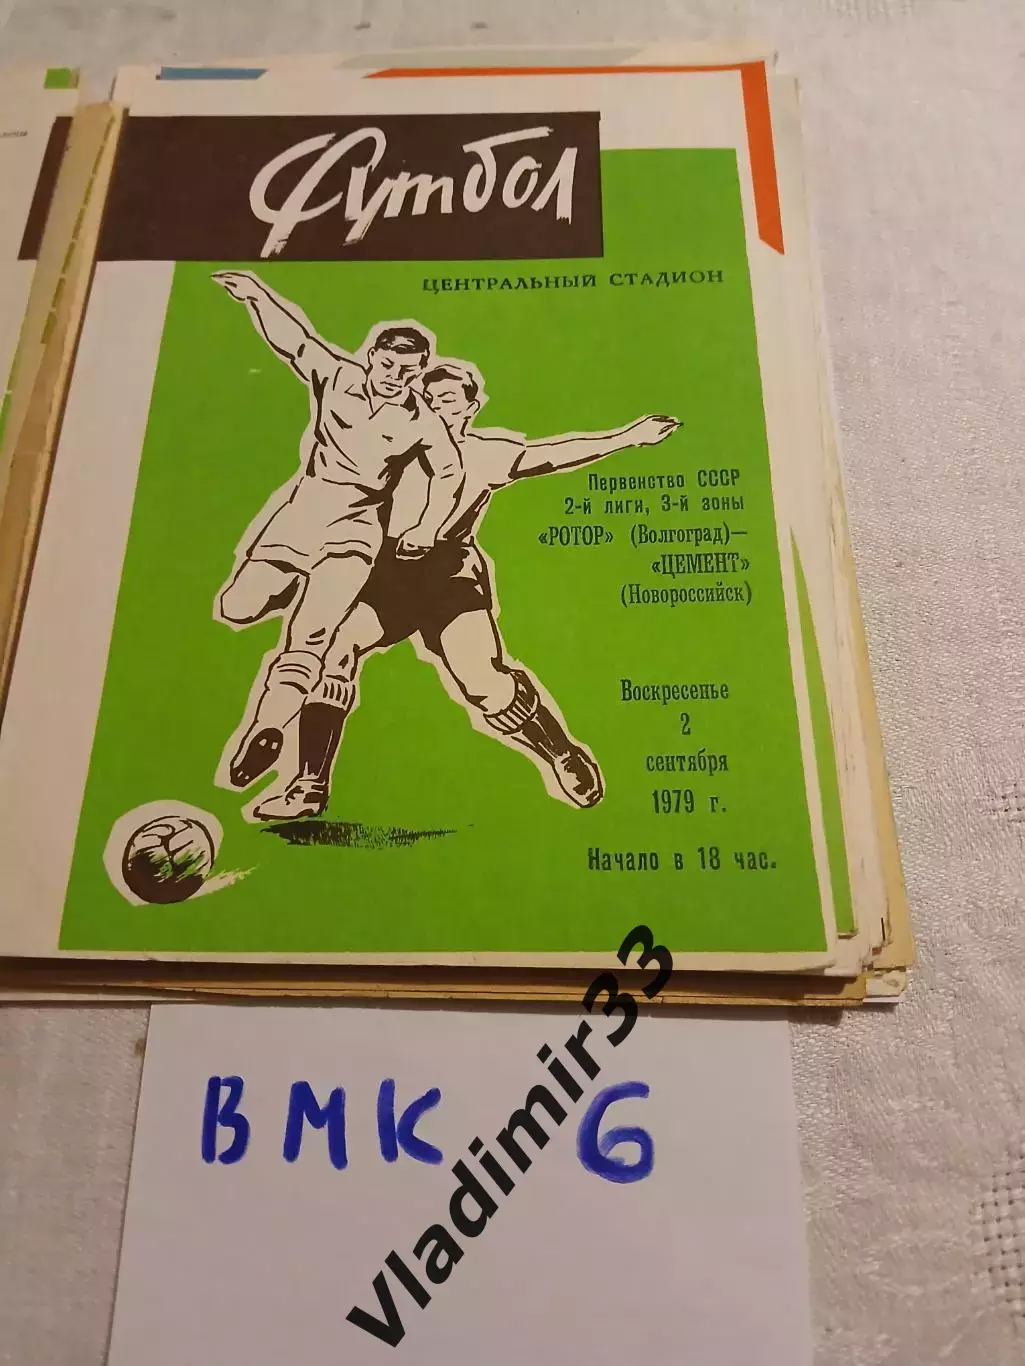 Футбол
ЦЕНТРАЛЬНЫЙ СТАДИОН
Первенство СССР
2-й лиги, 3-й зоны
«РОТОР» (Волгоград)—
«ЦЕМЕНТ»
(Новороссийск)
Воскресенье
2
сентября
1979 г.
Начало в 18 час.
ВМК 6
Vladimir33